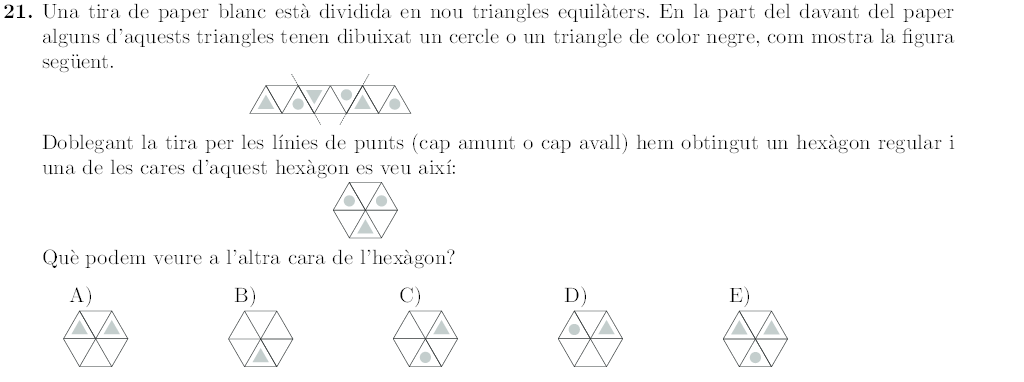 21. Una tira de paper blanc està dividida en nou triangles equilàters. En la part del davant del paper
alguns d'aquests triangles tenen dibuixat un cercle o un triangle de color negre, com mostra la figura
següent.
Doblegant la tira per les línies de punts (cap amunt o cap avall) hem obtingut un hexàgon regular i
una de les cares d'aquest hexàgon es veu així:
Què podem veure a l'altra cara de l'hexàgon?
A) B) C) D) E)